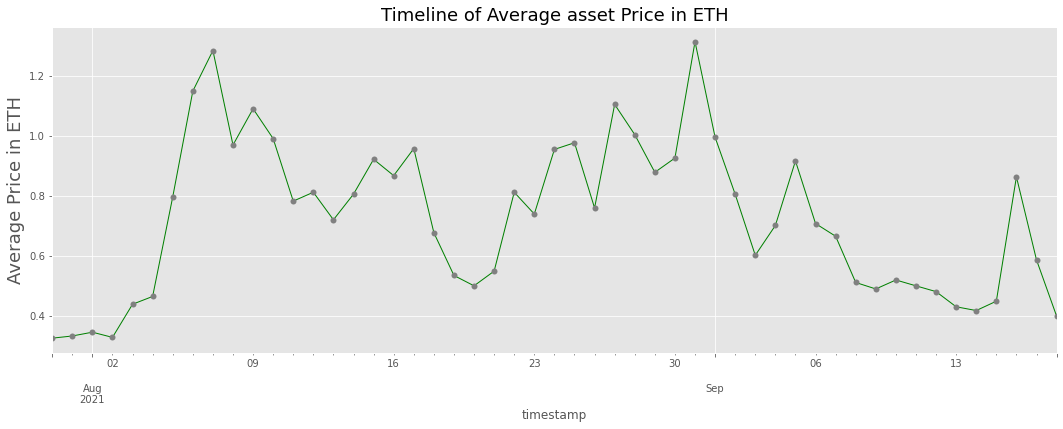 Timeline of Average asset Price in ETH
Average Price in ETH
1.2
1.0
0.8
0.6
0.4
02 09 16 23 30 06 13
Aug Sep
2021
timestamp